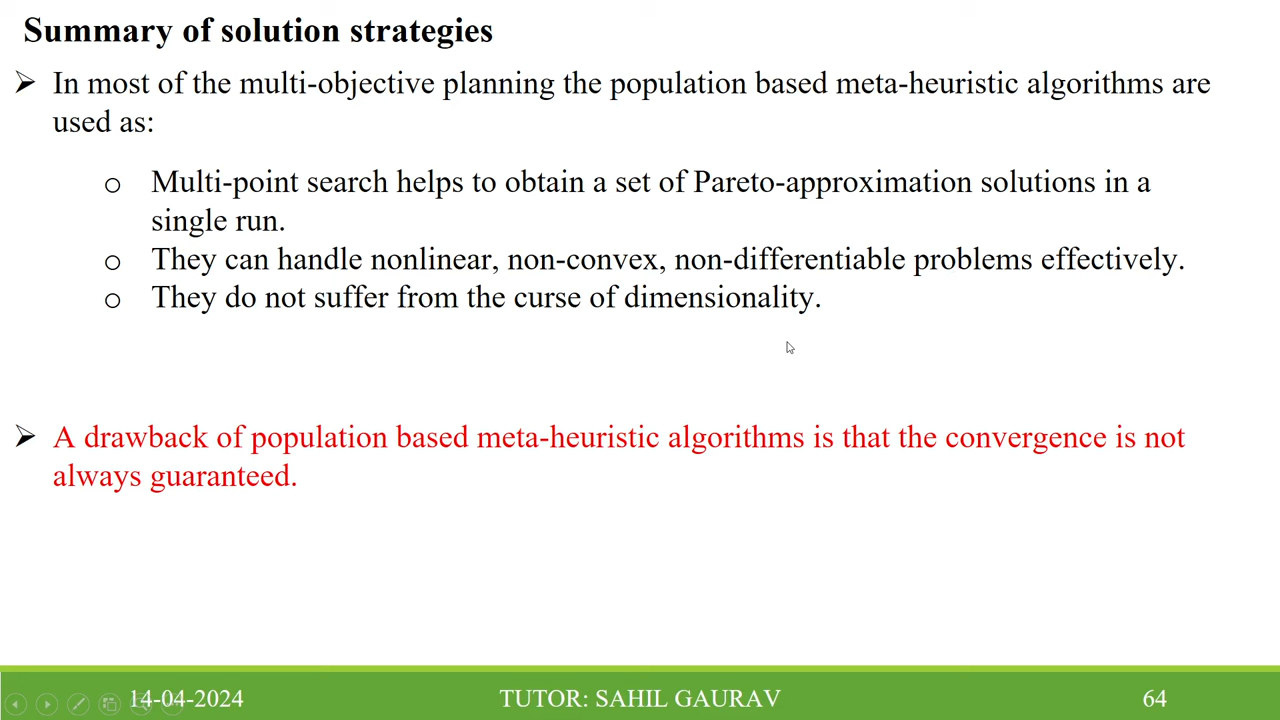 Summary of solution strategies
➢ In most of the multi-objective planning the population based meta-heuristic algorithms are
used as:
o Multi-point search helps to obtain a set of Pareto-approximation solutions in a
single run.
o They can handle nonlinear, non-convex, non-differentiable problems effectively.
o They do not suffer from the curse of dimensionality.
➢ A drawback of population based meta-heuristic algorithms is that the convergence is not
always guaranteed.
14-04-2024 TUTOR: SAHIL GAURAV 64